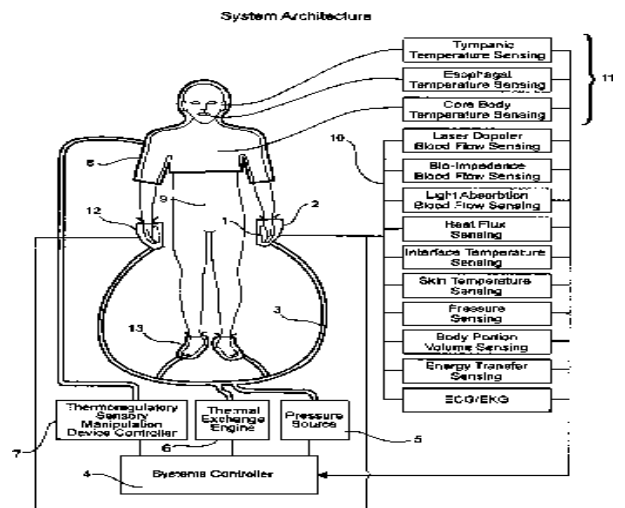 System Architecture
Tympanic
Temperature Sensing
Esophagal
Temperature Sensing
Core Body
Temperature Sensing
11
Laser Doppler
Blood Flow Sensing
10
Bio-Impedance
Blood Flow Sensing
Light Absorption
Blood Flow Sensing
Heat Flux
Sensing
Interface Temperature
Sensing
Skin Temperature
Sensing
Pressure
Sensing
Body Portion
Volume Sensing
Energy Transfer
Sensing
ECG/EKG
8
9
12
1
2
3
13
Thermoregulatory
Sensory
Manipulation
Device Controller
Thermal
Exchange
Engine
Pressure
Source
7
6
5
4
Systems Controller